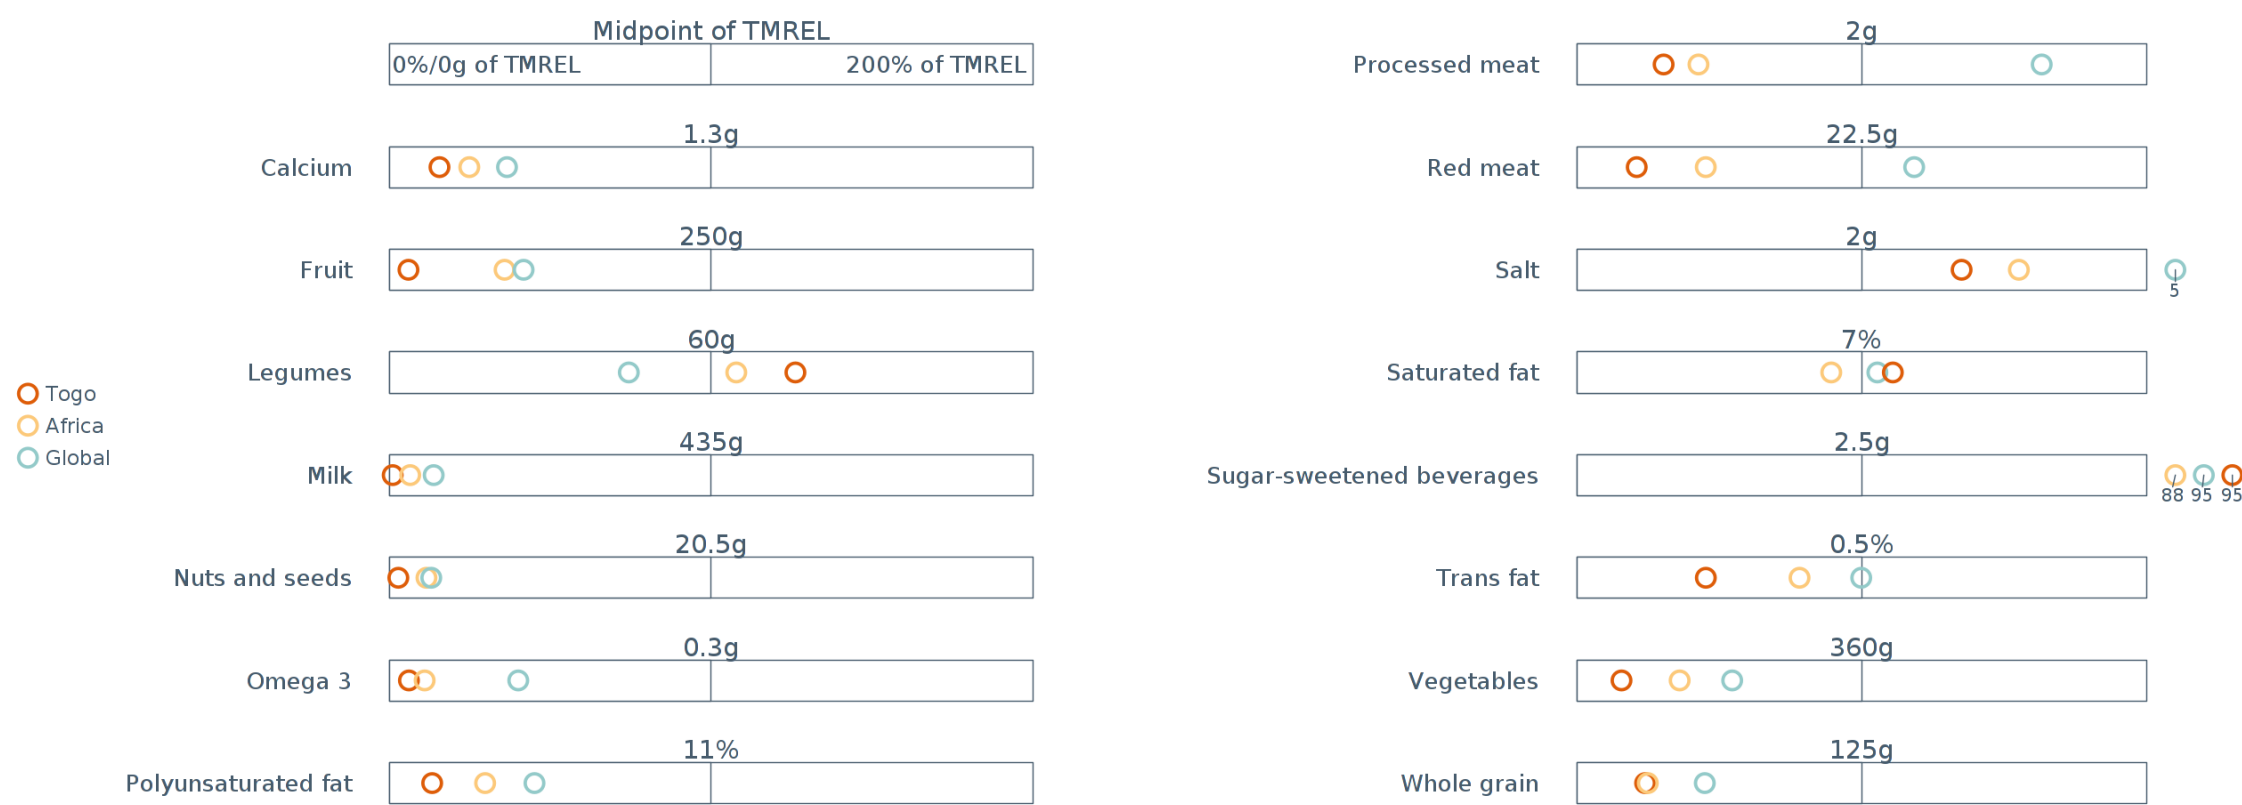 Midpoint of TMREL
0%/0g of TMREL
200% of TMREL
1.3g
Calcium
250g
Fruit
60g
Legumes
435g
Milk
20.5g
Nuts and seeds
0.3g
Omega 3
11%
Polyunsaturated fat
Togo
Africa
Global
2g
Processed meat
22.5g
Red meat
2g
Salt
5
7%
Saturated fat
2.5g
Sugar-sweetened beverages
88 95 95
0.5%
Trans fat
360g
Vegetables
125g
Whole grain